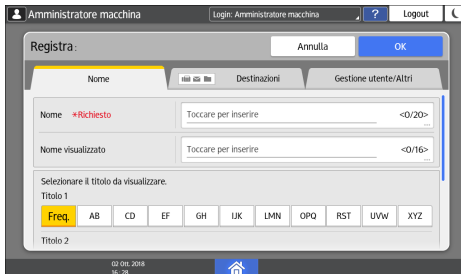 Amministratore macchina
Login: Amministratore macchina
?
Logout
Registra:
Annulla
OK
Nome
Destinazioni
Gestione utente/Altri
Nome *Richiesto
Toccare per inserire
<0/20>
...
Nome visualizzato
Toccare per inserire
<0/16>
...
Selezionare il titolo da visualizzare.
Titolo 1
Freq. AB CD EF GH IJK LMN OPQ RST UVW XYZ
Titolo 2
02 Ott. 2018
16:28